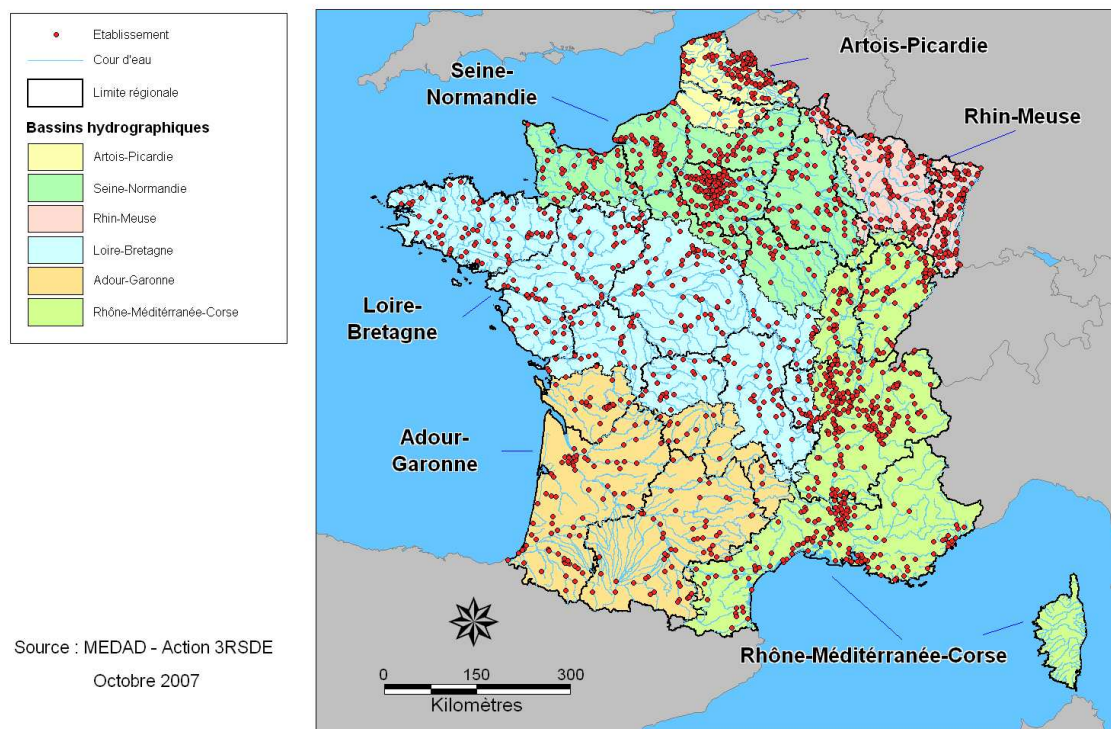 Etablissement
Cour d'eau
Limite régionale
Bassins hydrographiques
Artois-Picardie
Seine-Normandie
Rhin-Meuse
Loire-Bretagne
Adour-Garonne
Rhône-Méditérranée-Corse
Artois-Picardie
Seine-
Normandie
Rhin-Meuse
Loire-
Bretagne
Adour-
Garonne
Rhône-Méditérranée-Corse
0 150 300
Kilomètres
Source : MEDAD - Action 3RSDE
Octobre 2007